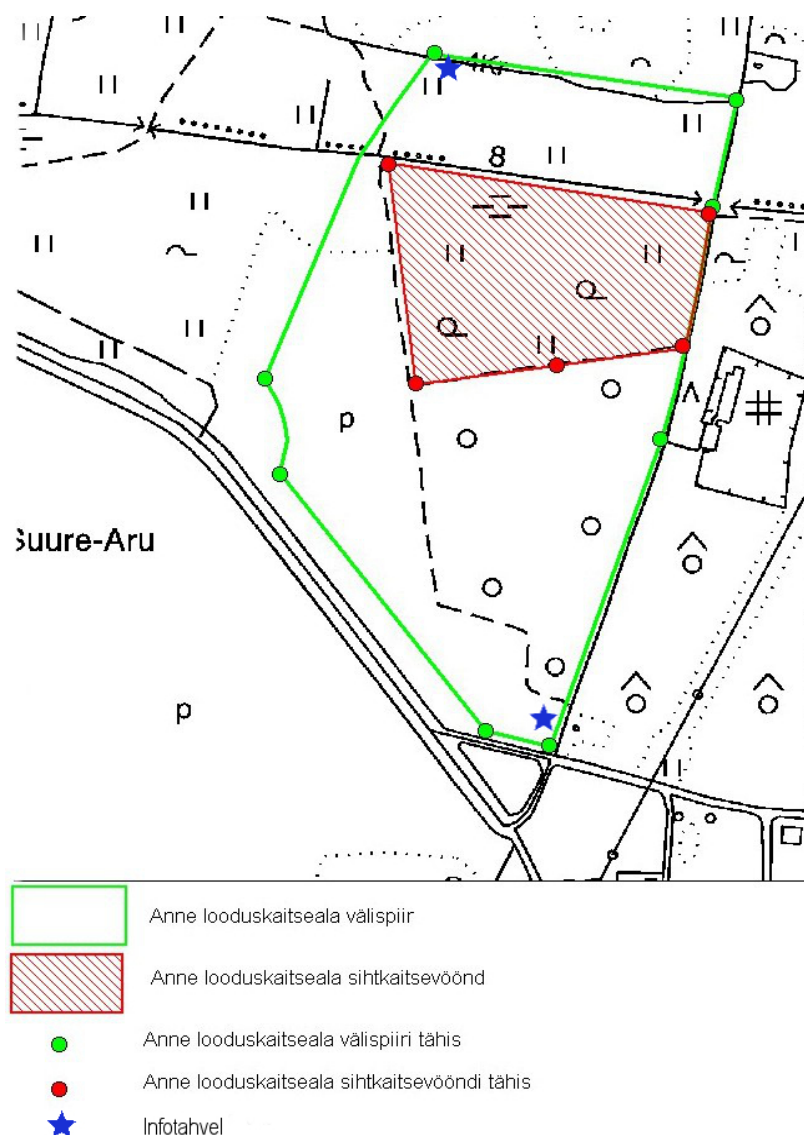 8
p
Suure-Aru
p
Anne looduskaitseala välispiir
Anne looduskaitseala sihtkaitsevöönd
Anne looduskaitseala välispiiri tähis
Anne looduskaitseala sihtkaitsevööndi tähis
Infotahvel